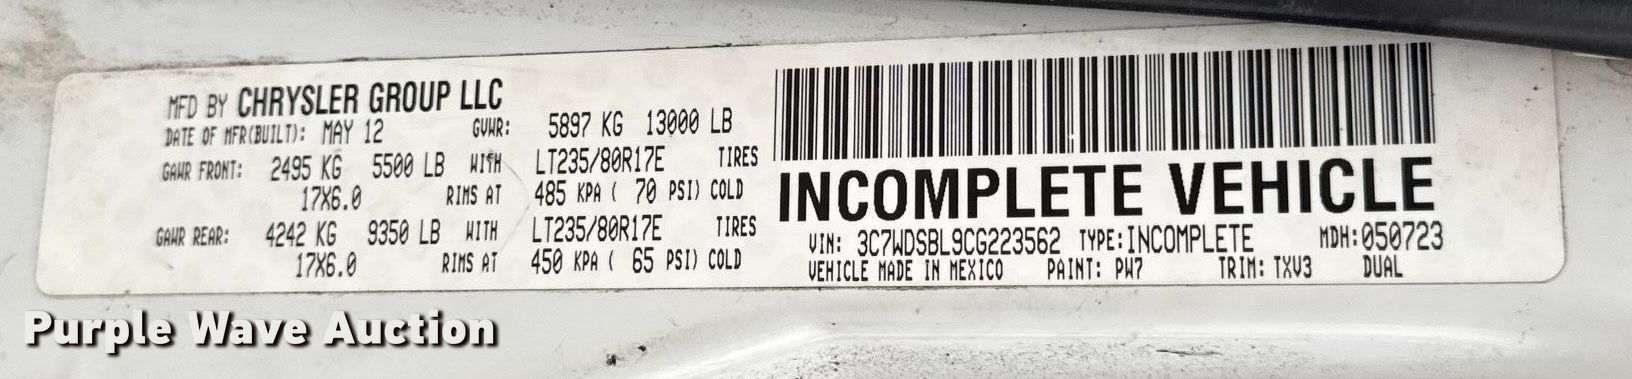 MFD BY CHRYSLER GROUP LLC
DATE OF MFR(BUILT): MAY 12 GVWR: 5897 KG 13000 LB
GAWR FRONT: 2495 KG 5500 LB WITH LT235/80R17E TIRES
17X6.0 RIMS AT 485 KPA ( 70 PSI) COLD
GAWR REAR: 4242 KG 9350 LB WITH LT235/80R17E TIRES
17X6.0 RIMS AT 450 KPA ( 65 PSI) COLD
INCOMPLETE VEHICLE
VIN: 3C7WDSBL9CG223562 TYPE: INCOMPLETE MDH: 050723
VEHICLE MADE IN MEXICO PAINT: PW7 TRIM: TXV3 DUAL
Purple Wave Auction